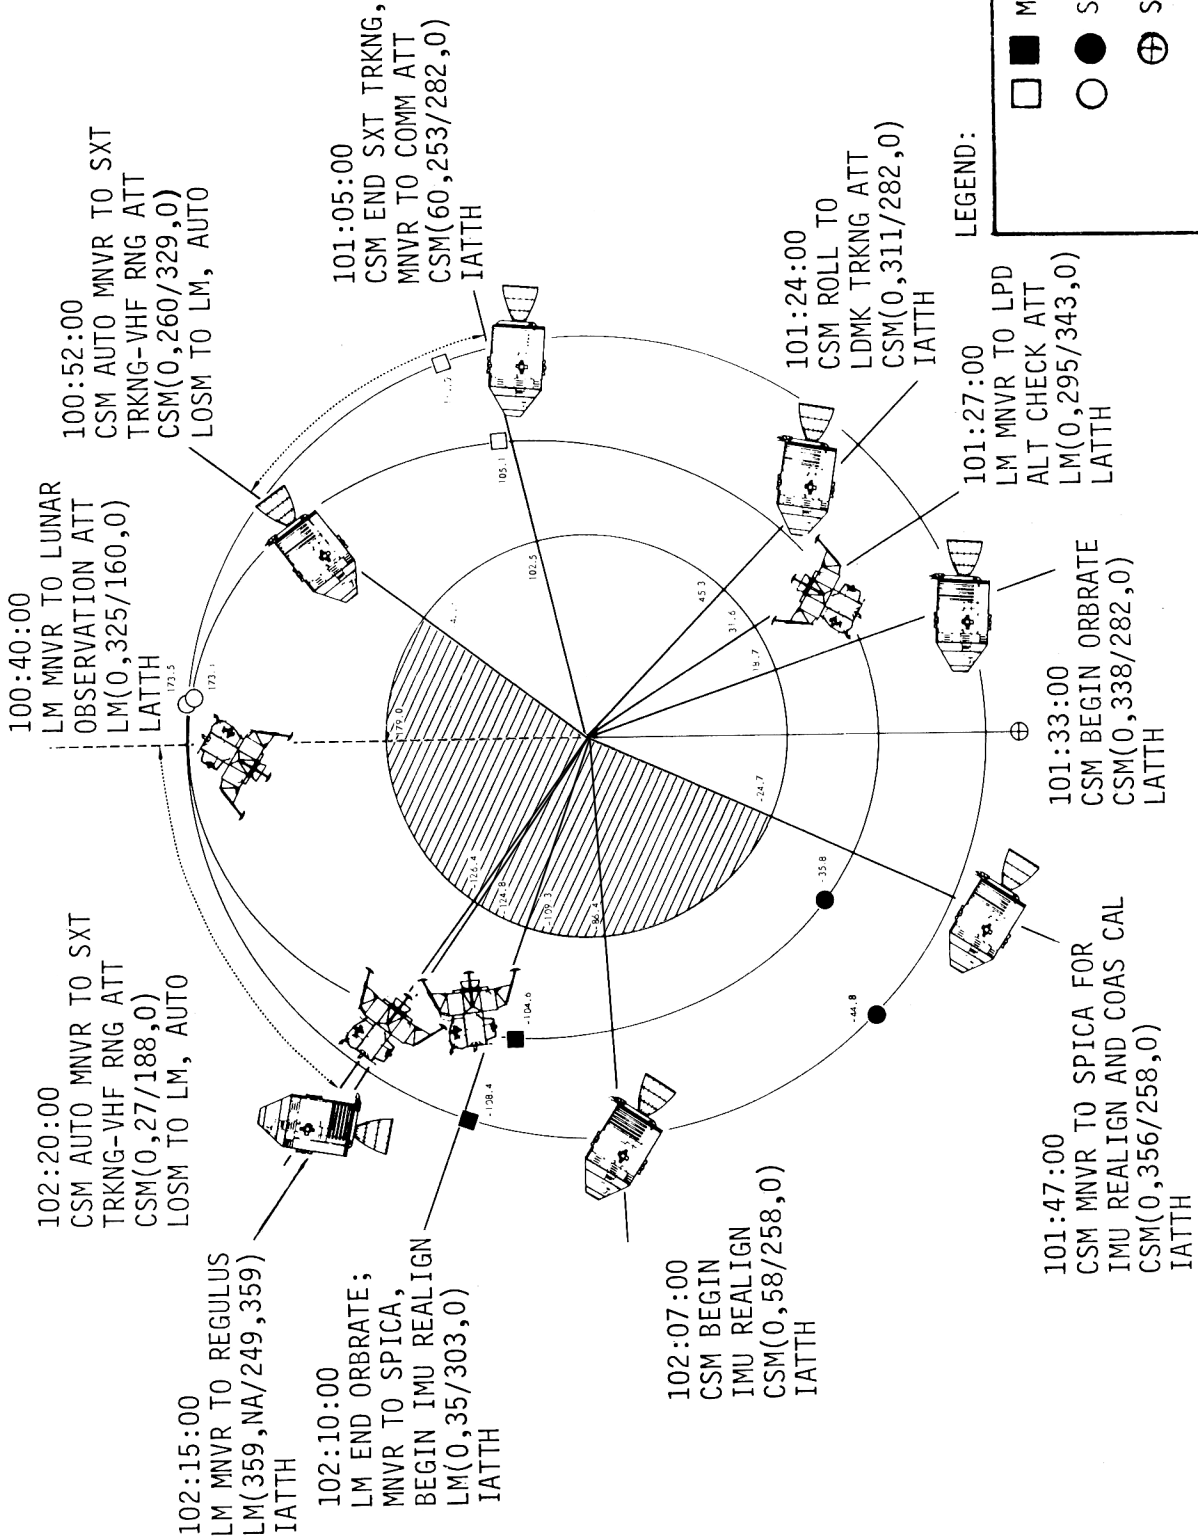 100:40:00
LM MNVR TO LUNAR
OBSERVATION ATT
LM(0,325/160,0)
LATTH
100:52:00
CSM AUTO MNVR TO SXT
TRKNG-VHF RNG ATT
CSM(0,260/329,0)
LOSM TO LM, AUTO
101:05:00
CSM END SXT TRKNG,
MNVR TO COMM ATT
CSM(60,253/282,0)
IATTH
101:24:00
CSM ROLL TO
LDMK TRKNG ATT
CSM(0,311/282,0)
IATTH
101:27:00
LM MNVR TO LPD
ALT CHECK ATT
LM(0,295/343,0)
LATTH
101:33:00
CSM BEGIN ORBRATE
CSM(0,338/282,0)
LATTH
101:47:00
CSM MNVR TO SPICA FOR
IMU REALIGN AND COAS CAL
CSM(0,356/258,0)
IATTH
102:07:00
CSM BEGIN
IMU REALIGN
CSM(0,58/258,0)
IATTH
102:10:00
LM END ORBRATE;
MNVR TO SPICA,
BEGIN IMU REALIGN
LM(0,35/303,0)
IATTH
102:15:00
LM MNVR TO REGULUS
LM(359,NA/249,359)
IATTH
102:20:00
CSM AUTO MNVR TO SXT
TRKNG-VHF RNG ATT
CSM(0,27/188,0)
LOSM TO LM, AUTO
173.5
173.1
179.0
105.1
102.5
45.3
31.6
19.7
-24.7
-35.8
-44.8
-86.4
-109.3
-124.8
-126.4
-104.6
-108.4
LEGEND:
M
S
S